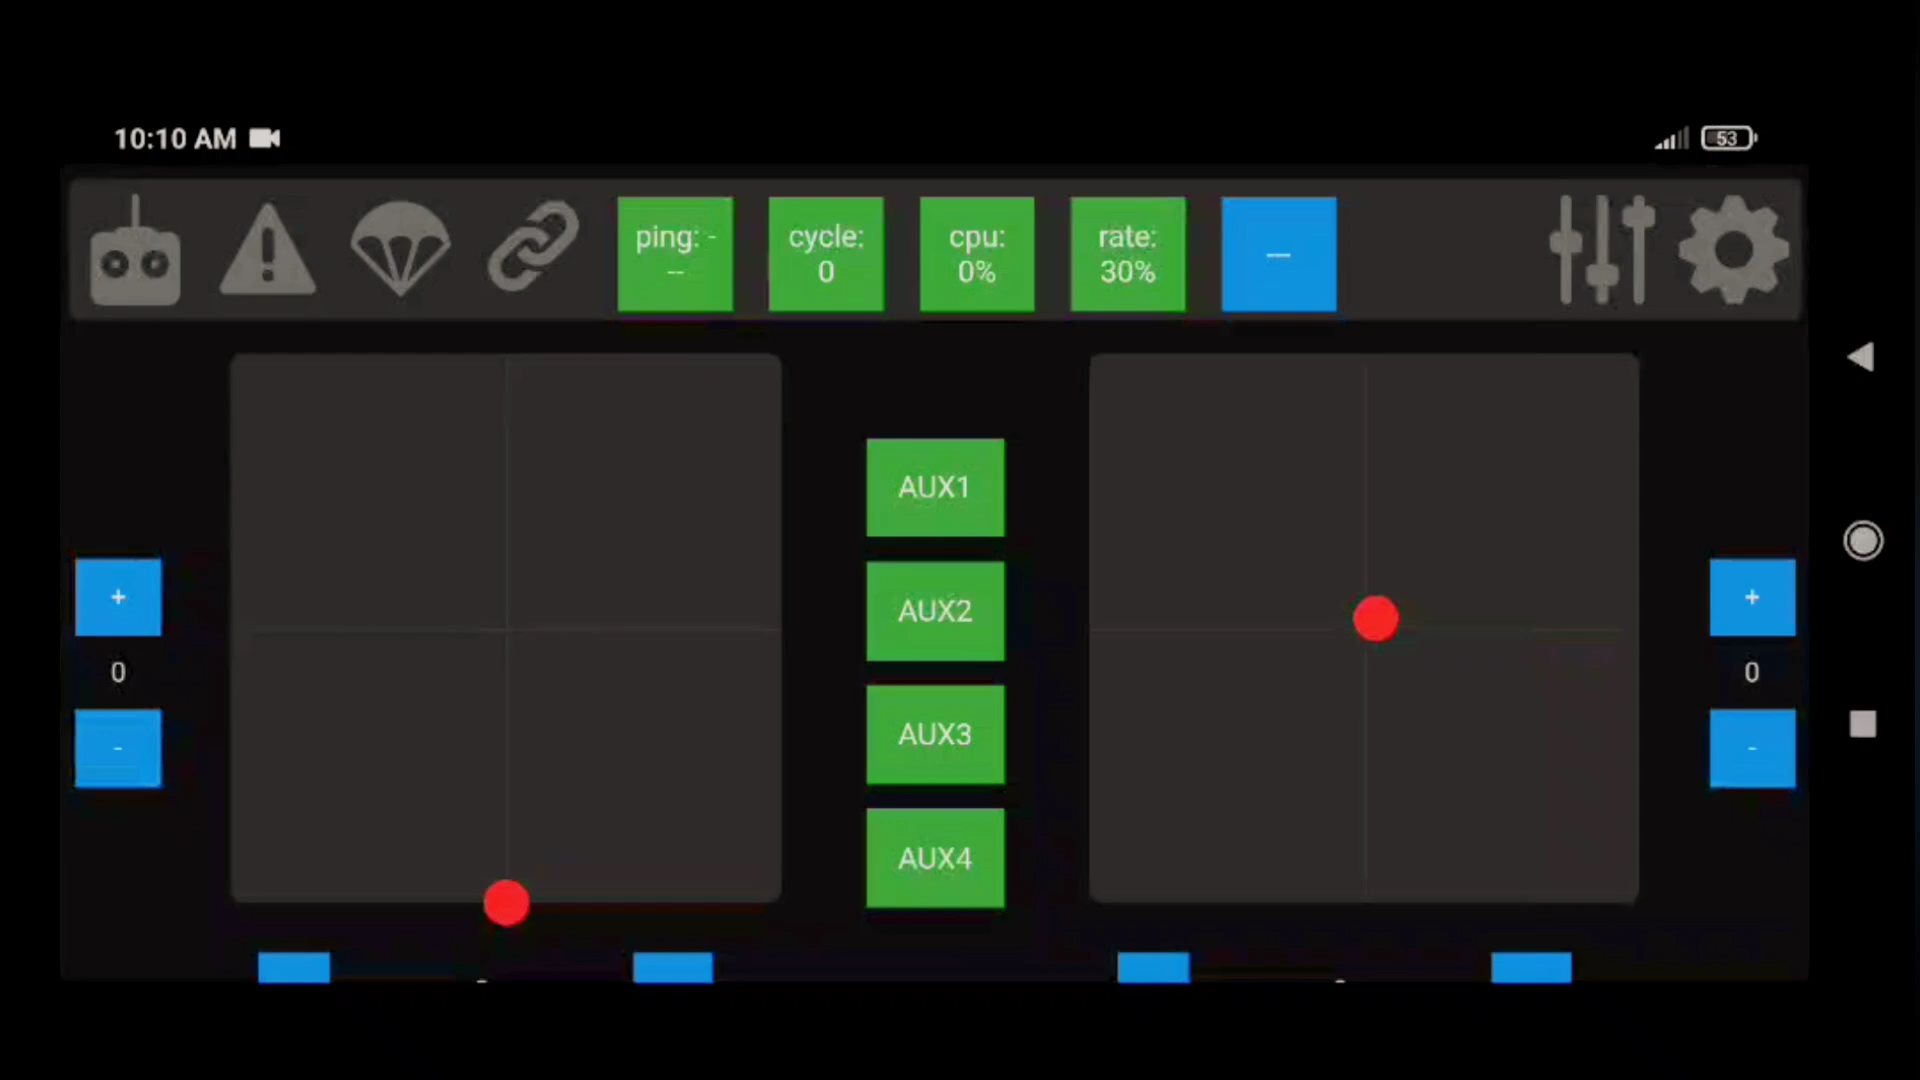 10:10 AM
53
ping: -
--
cycle:
0
cpu:
0%
rate:
30%
---
AUX1
+
+
AUX2
0
0
AUX3
-
-
AUX4